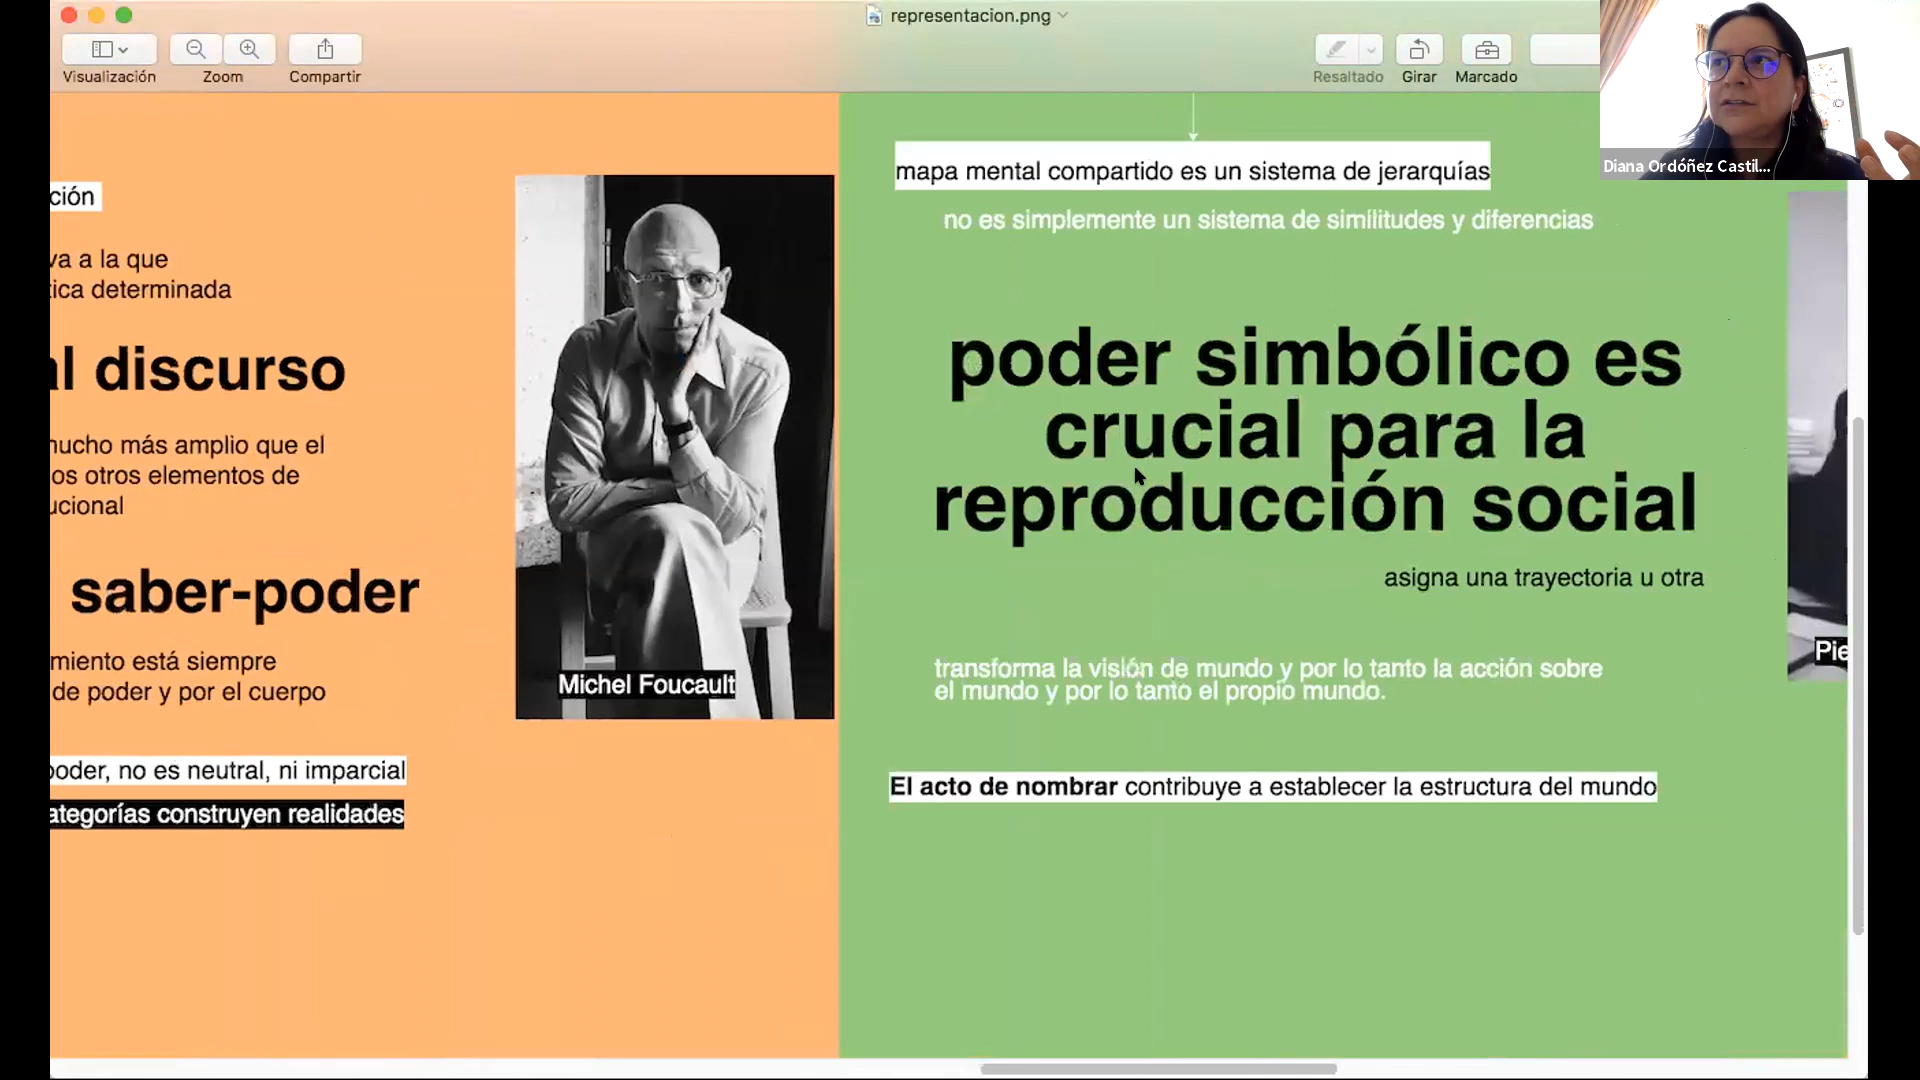 representacion.png
Visualización
Zoom
Compartir
Resaltado
Girar
Marcado
Diana Ordóñez Castil...
ción
va a la que
tica determinada
al discurso
mucho más amplio que el
os otros elementos de
ucional
saber-poder
miento está siempre
de poder y por el cuerpo
poder, no es neutral, ni imparcial
ategorías construyen realidades
Michel Foucault
mapa mental compartido es un sistema de jerarquías
no es simplemente un sistema de similitudes y diferencias
poder simbólico es
crucial para la
reproducción social
asigna una trayectoria u otra
transforma la visión de mundo y por lo tanto la acción sobre
el mundo y por lo tanto el propio mundo.
El acto de nombrar contribuye a establecer la estructura del mundo
Pie